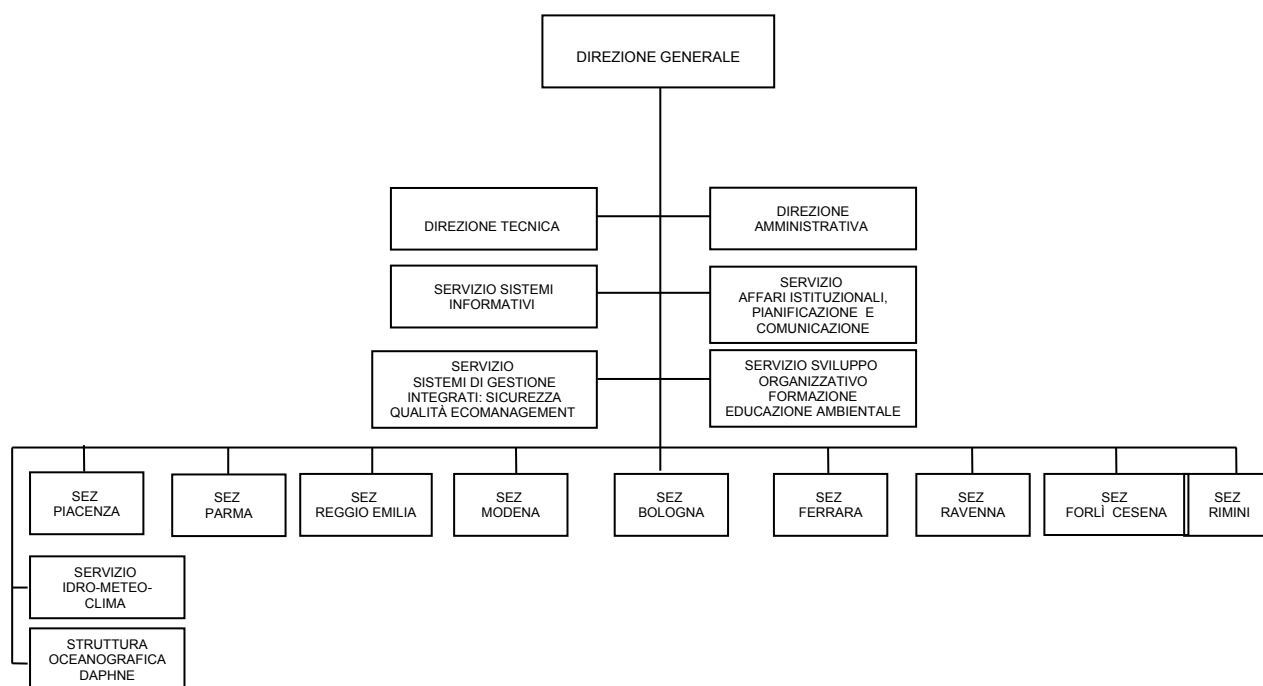 DIREZIONE GENERALE
DIREZIONE TECNICA
DIREZIONE
AMMINISTRATIVA
SERVIZIO SISTEMI
INFORMATIVI
SERVIZIO
AFFARI ISTITUZIONALI,
PIANIFICAZIONE E
COMUNICAZIONE
SERVIZIO
SISTEMI DI GESTIONE
INTEGRATI: SICUREZZA
QUALITÀ ECOMANAGEMENT
SERVIZIO SVILUPPO
ORGANIZZATIVO
FORMAZIONE
EDUCAZIONE AMBIENTALE
SEZ
PIACENZA
SEZ
PARMA
SEZ
REGGIO EMILIA
SEZ
MODENA
SEZ
BOLOGNA
SEZ
FERRARA
SEZ
RAVENNA
SEZ
FORLÌ CESENA
SEZ
RIMINI
SERVIZIO
IDRO-METEO-
CLIMA
STRUTTURA
OCEANOGRAFICA
DAPHNE